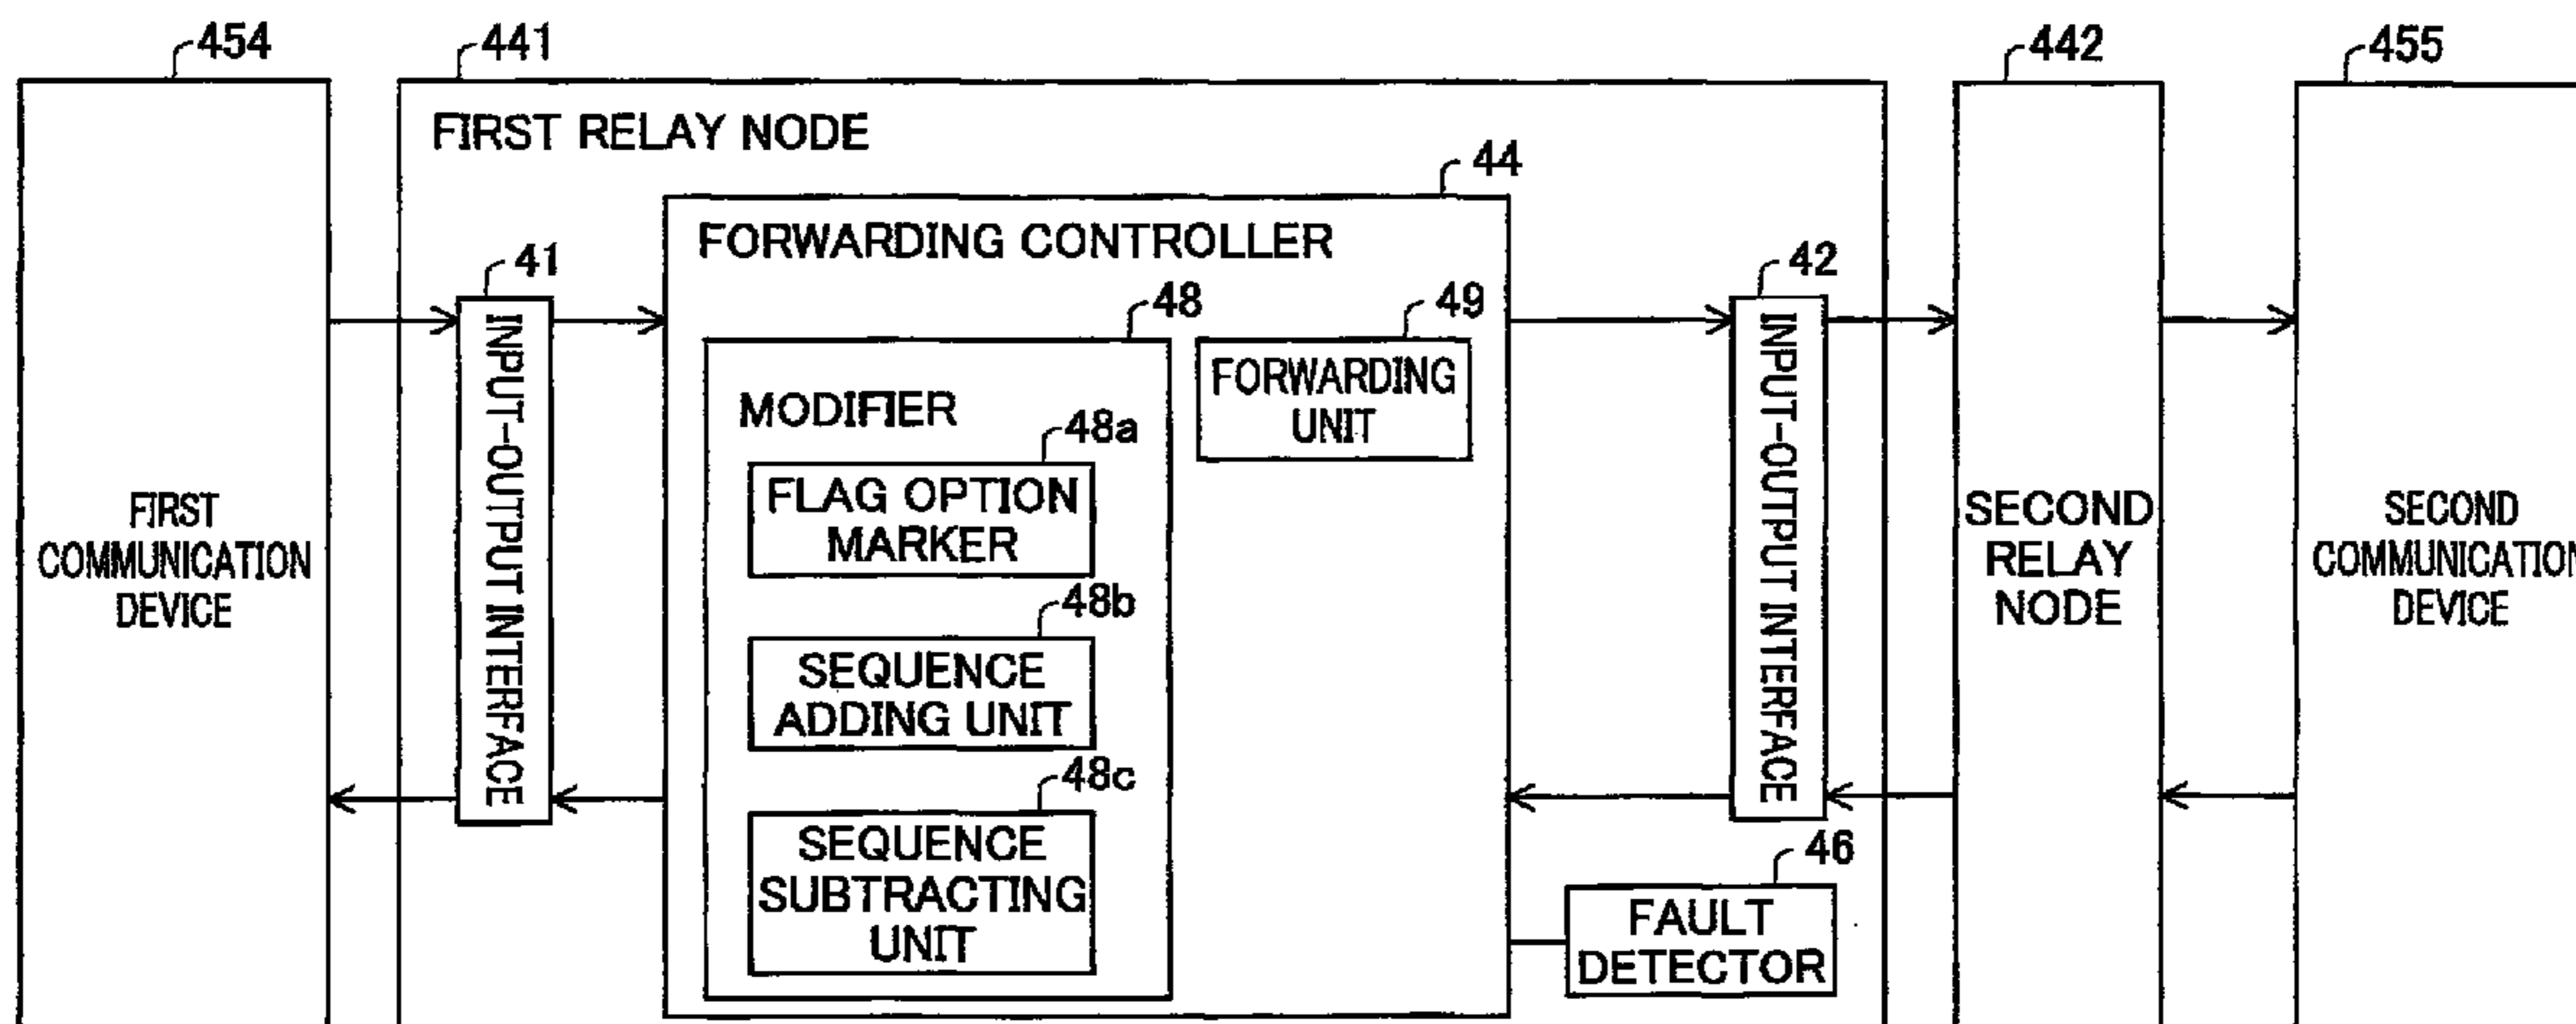 454
441
442
455
FIRST RELAY NODE
44
FORWARDING CONTROLLER
41
42
48
49
INPUT-OUTPUT INTERFACE
FORWARDING
UNIT
INPUT-OUTPUT INTERFACE
MODIFIER
48a
FLAG OPTION
MARKER
FIRST
COMMUNICATION
DEVICE
SECOND
RELAY
NODE
SECOND
COMMUNICATION
DEVICE
48b
SEQUENCE
ADDING UNIT
48c
SEQUENCE
SUBTRACTING
UNIT
46
FAULT
DETECTOR